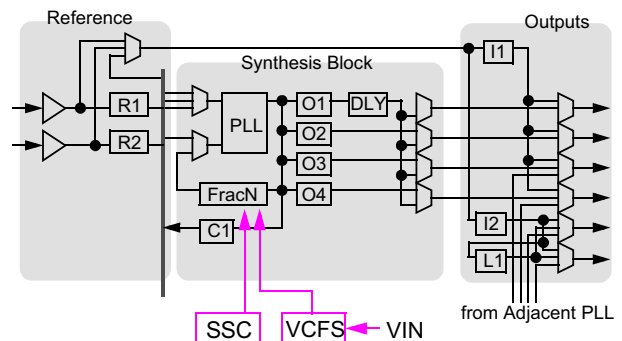 Reference
Outputs
Synthesis Block
I1
R1
PLL
O1
DLY
R2
O2
O3
FracN
O4
C1
I2
L1
from Adjacent PLL
SSC
VCFS
VIN